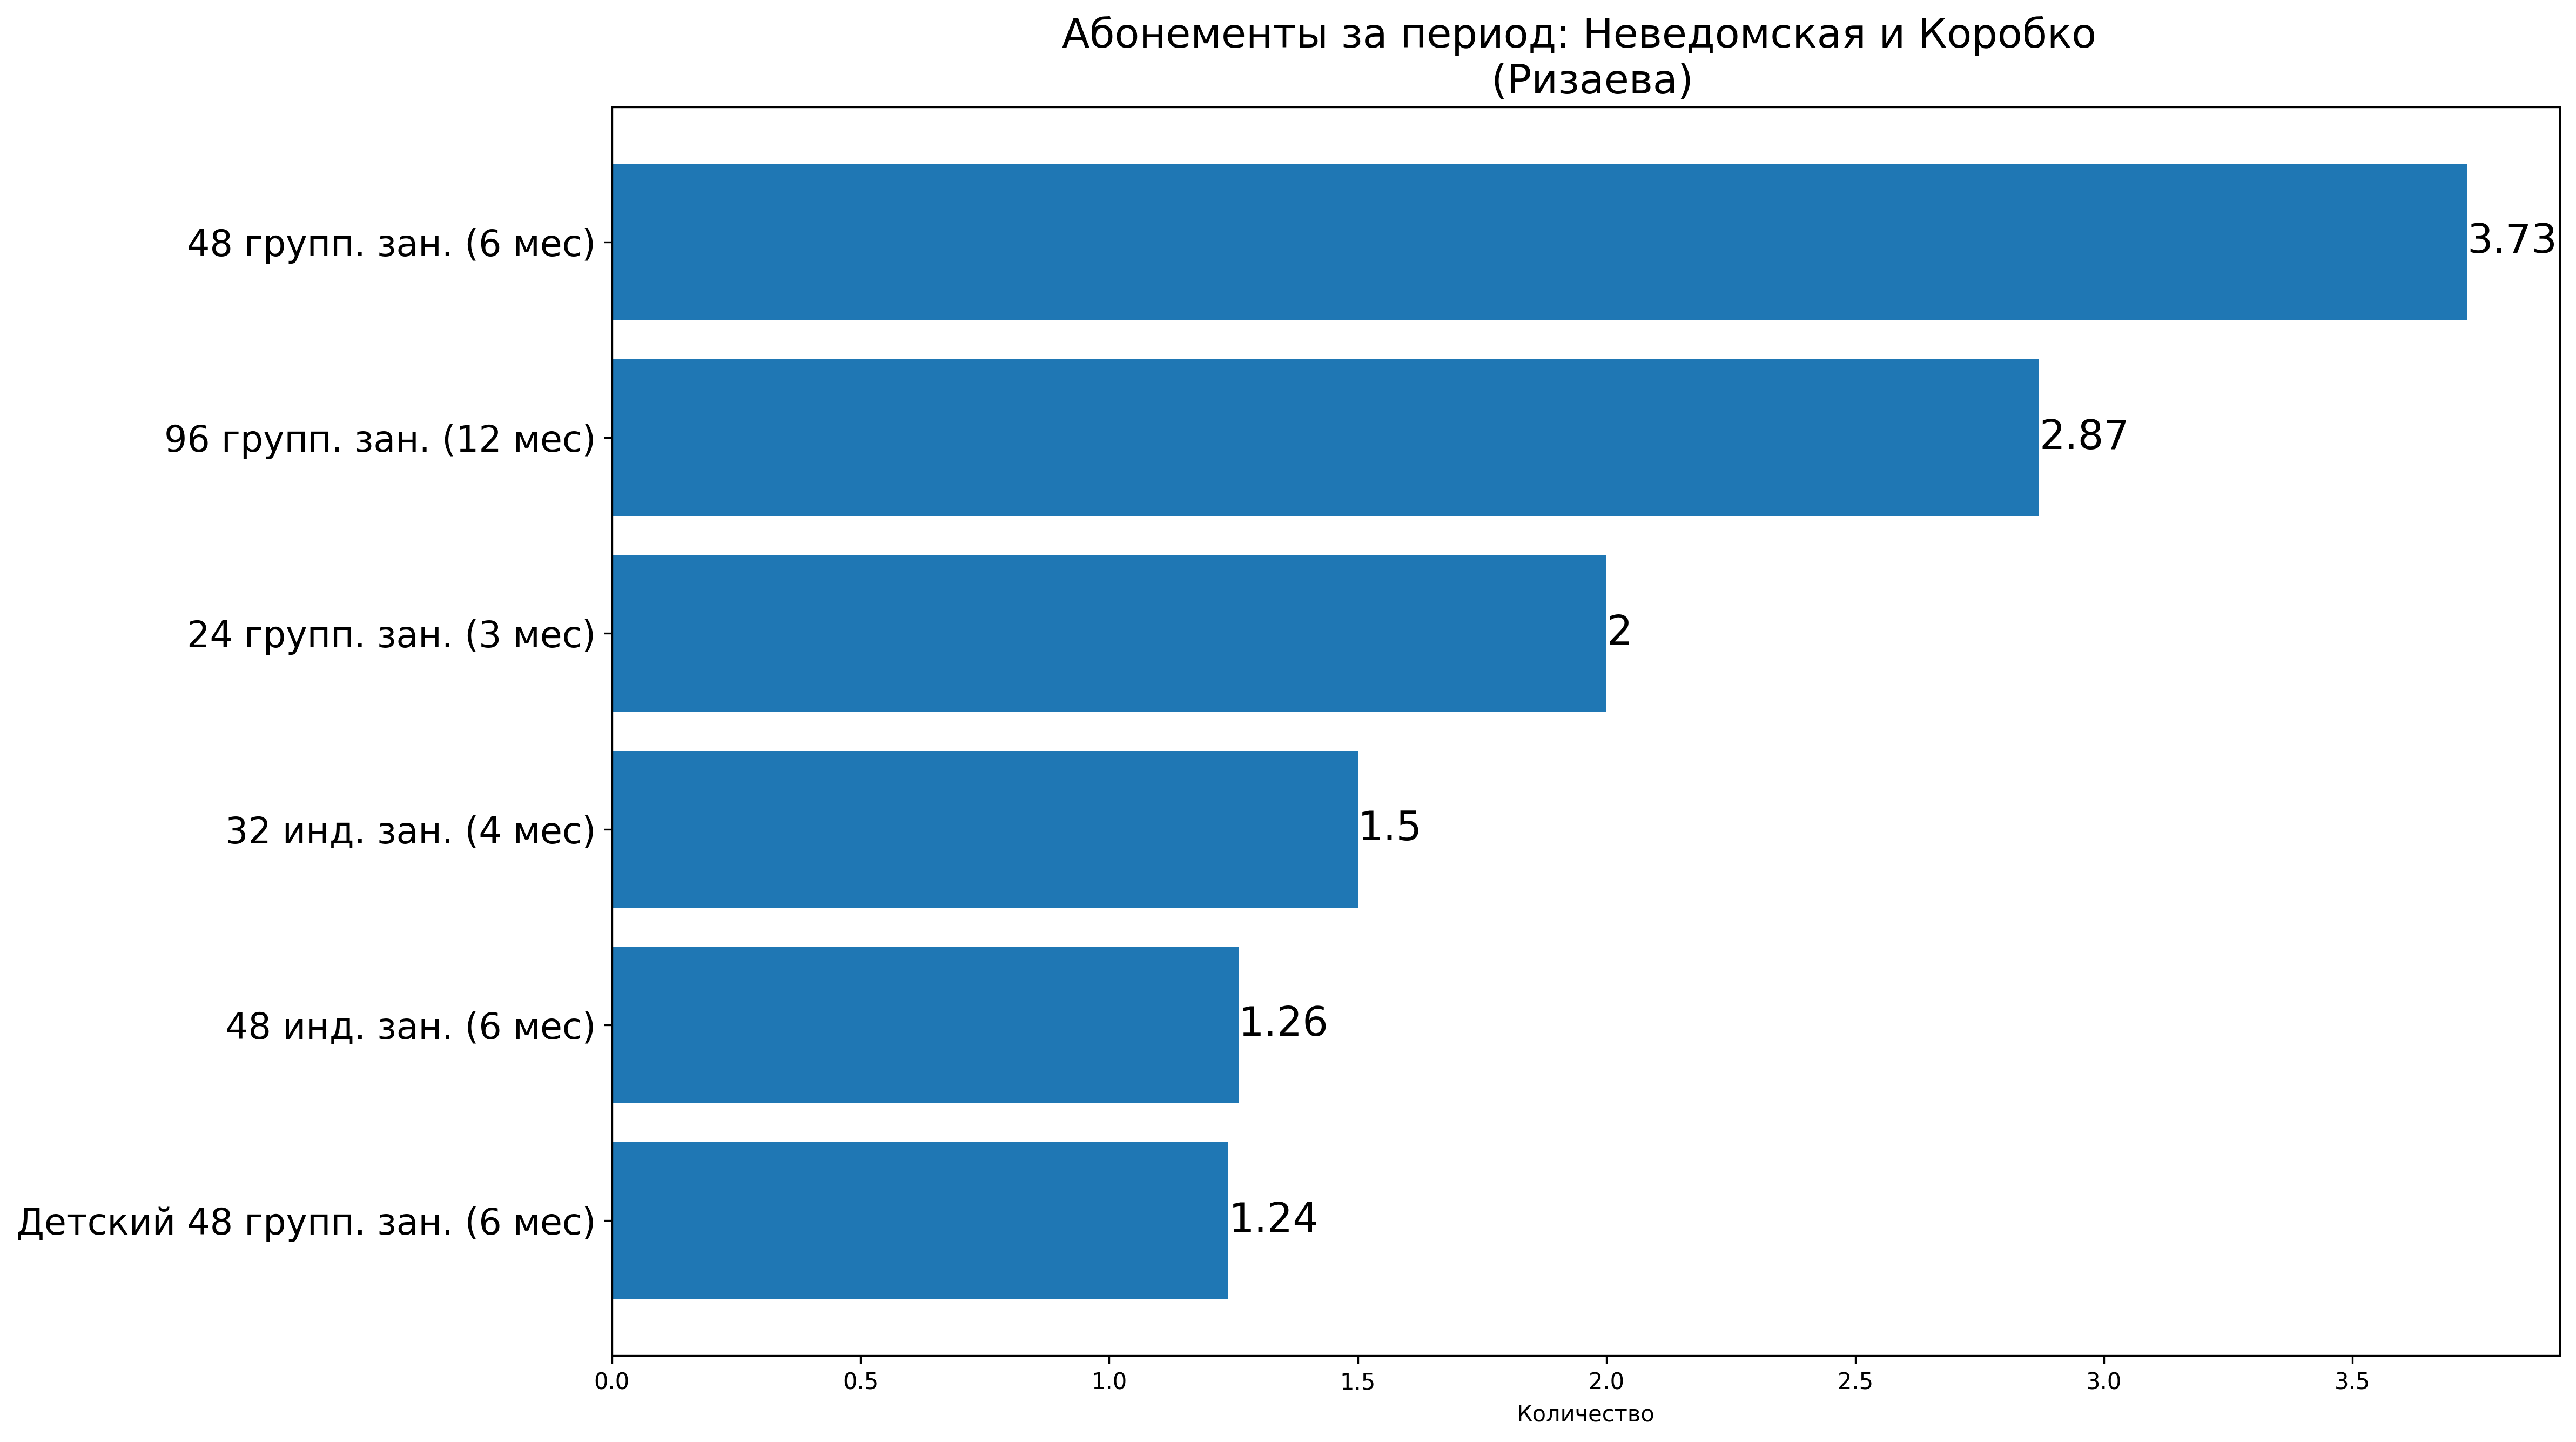 Абонементы за период: Неведомская и Коробко
(Ризаева)
48 групп. зан. (6 мес)
3.73
96 групп. зан. (12 мес)
2.87
24 групп. зан. (3 мес)
2
32 инд. зан. (4 мес)
1.5
48 инд. зан. (6 мес)
1.26
Детский 48 групп. зан. (6 мес)
1.24
0.0 0.5 1.0 1.5 2.0 2.5 3.0 3.5
Количество